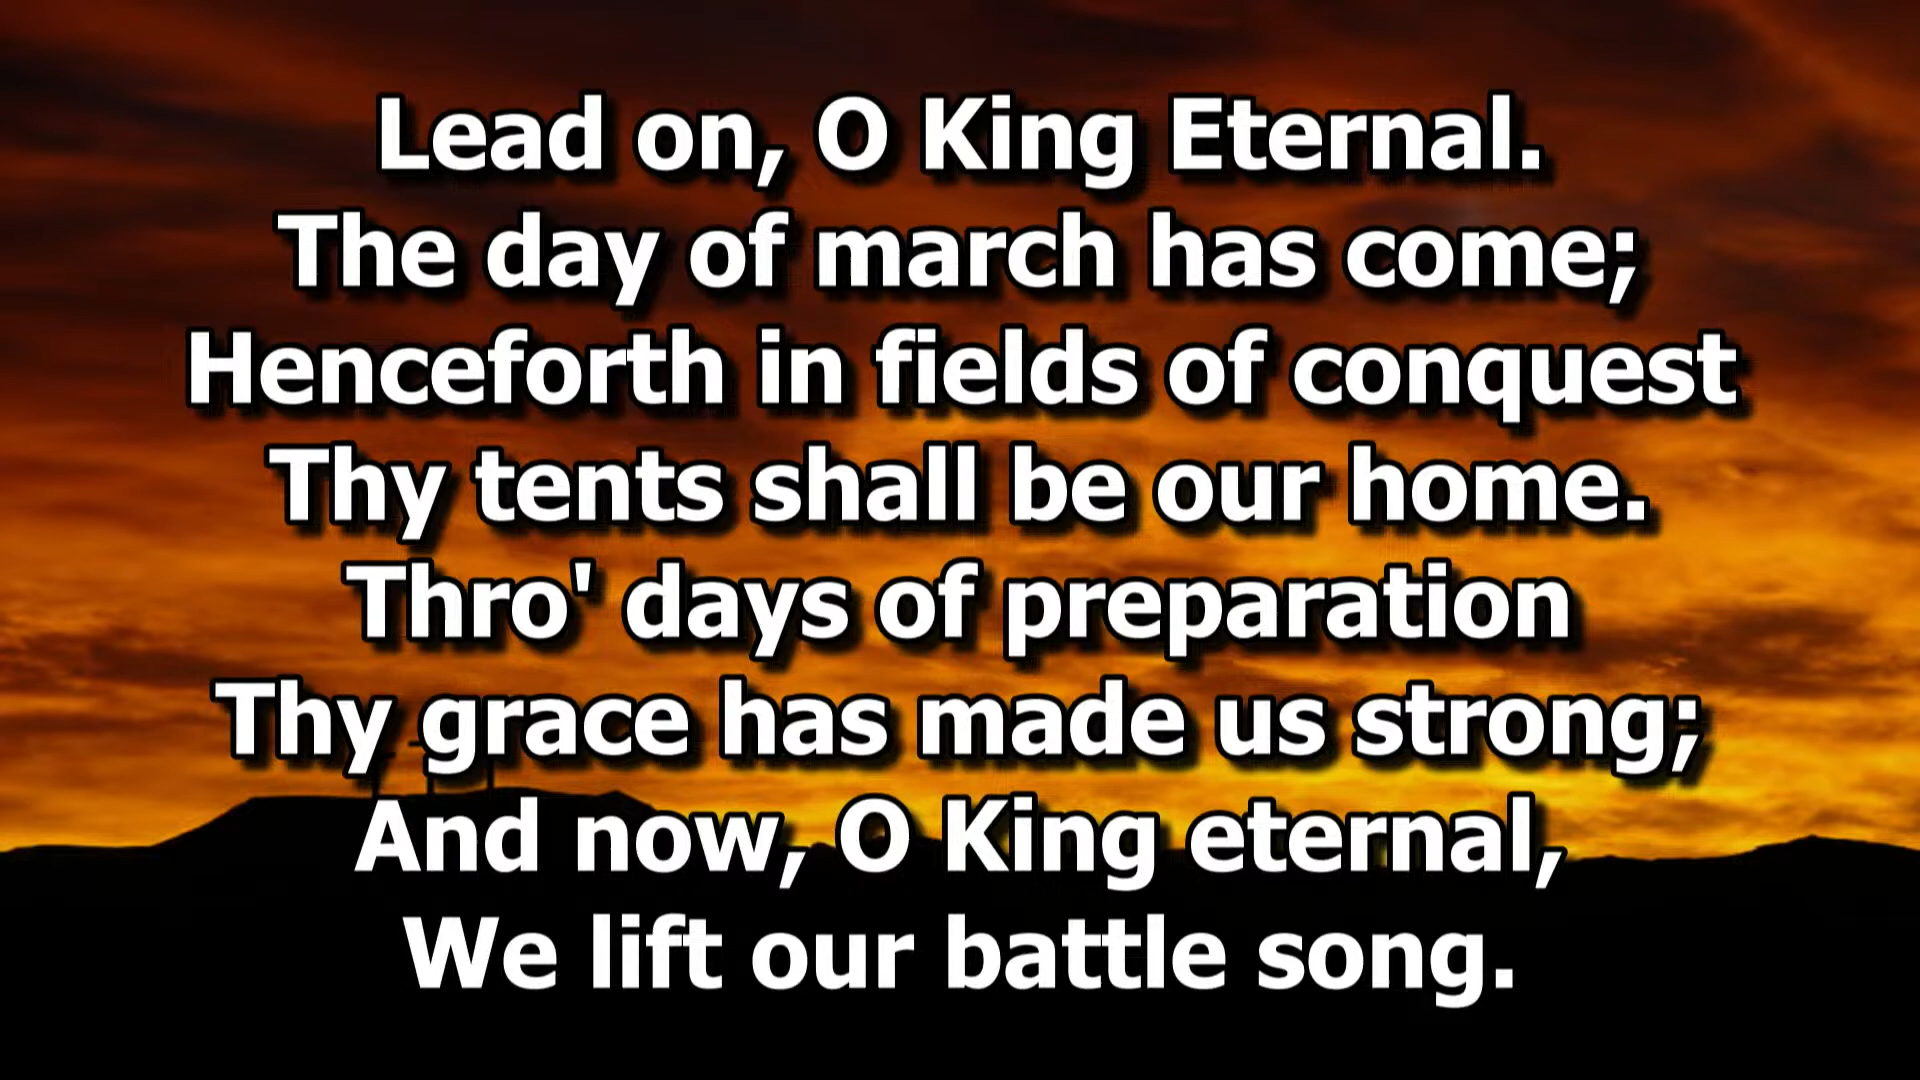 Lead on, O King Eternal.
The day of march has come;
Henceforth in fields of conquest
Thy tents shall be our home.
Thro' days of preparation
Thy grace has made us strong;
And now, O King eternal,
We lift our battle song.